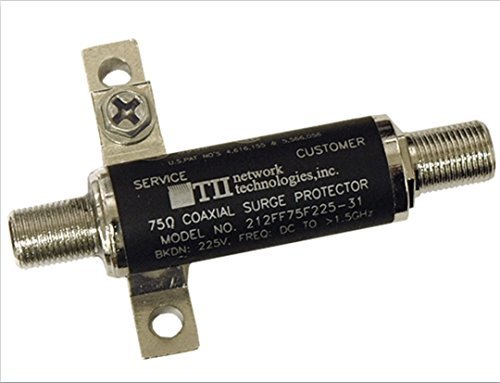 U.S. PAT NO'S 4,616,155 & 5,566,056
SERVICE CUSTOMER
TII network technologies, inc.
75Ω COAXIAL SURGE PROTECTOR
MODEL NO. 212FF75F225-31
BKDN: 225V. FREQ: DC TO >1.5GHz